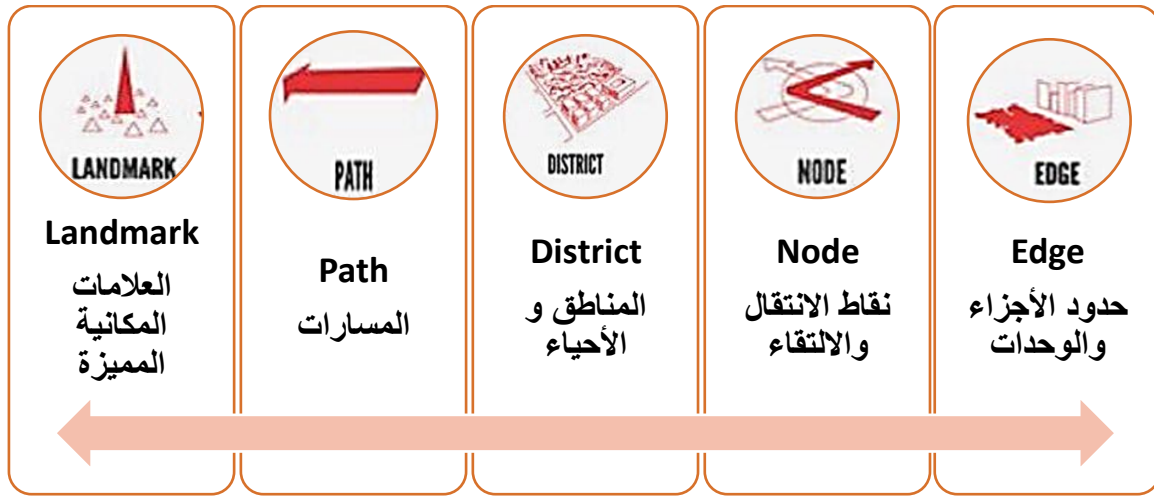 LANDMARK
Landmark
العلامات
المكانية
المميزة
PATH
Path
المسارات
DISTRICT
District
المناطق و
الأحياء
NODE
Node
نقاط الانتقال
والالتقاء
EDGE
Edge
حدود الأجزاء
والوحدات